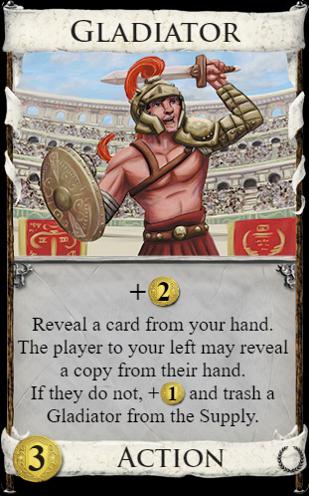 GLADIATOR
+2
Reveal a card from your hand.
The player to your left may reveal
a copy from their hand.
If they do not, +1 and trash a
Gladiator from the Supply.
3 ACTION